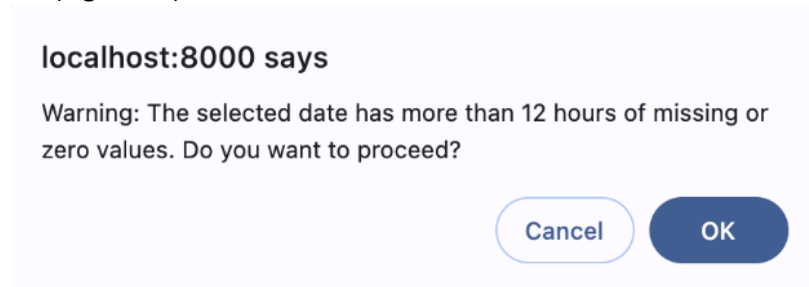 localhost:8000 says
Warning: The selected date has more than 12 hours of missing or
zero values. Do you want to proceed?
Cancel
OK